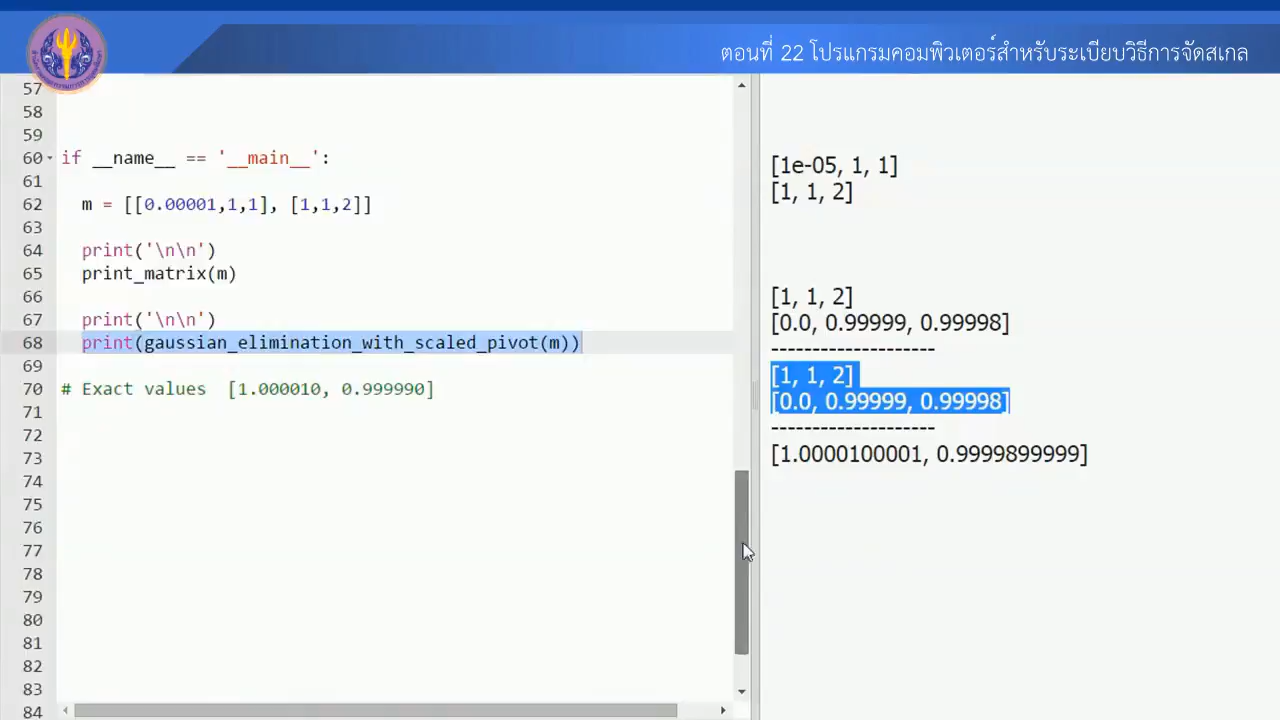 ตอนที่ 22 โปรแกรมคอมพิวเตอร์สำหรับระเบียบวิธีการจัดสเกล
57
58
59
60 if __name__ == '__main__':
61
62 m = [[0.00001,1,1], [1,1,2]]
63
64 print('\n\n')
65 print_matrix(m)
66
67 print('\n\n')
68 print(gaussian_elimination_with_scaled_pivot(m))
69
70 # Exact values [1.000010, 0.999990]
71
72
73
74
75
76
77
78
79
80
81
82
83
84
[1e-05, 1, 1]
[1, 1, 2]
[1, 1, 2]
[0.0, 0.99999, 0.99998]
--------------------
[1, 1, 2]
[0.0, 0.99999, 0.99998]
--------------------
[1.0000100001, 0.9999899999]